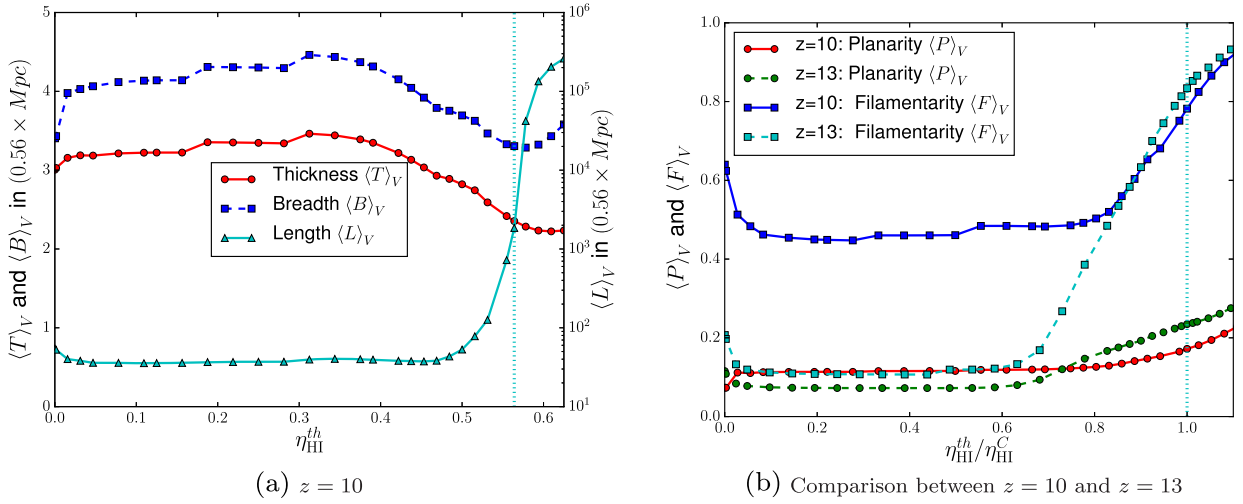 ⟨T⟩_V and ⟨B⟩_V in (0.56 × Mpc)
5
4
3
2
1
0
0.0 0.1 0.2 0.3 0.4 0.5 0.6
η_HI^th
Thickness ⟨T⟩_V
Breadth ⟨B⟩_V
Length ⟨L⟩_V
10^6
10^5
10^4
10^3
10^2
10^1
⟨L⟩_V in (0.56 × Mpc)
(a) z = 10
⟨P⟩_V and ⟨F⟩_V
1.0
0.8
0.6
0.4
0.2
0.0
z=10: Planarity ⟨P⟩_V
z=13: Planarity ⟨P⟩_V
z=10: Filamentarity ⟨F⟩_V
z=13: Filamentarity ⟨F⟩_V
0.0 0.2 0.4 0.6 0.8 1.0
η_HI^th/η_HI^C
(b) Comparison between z = 10 and z = 13